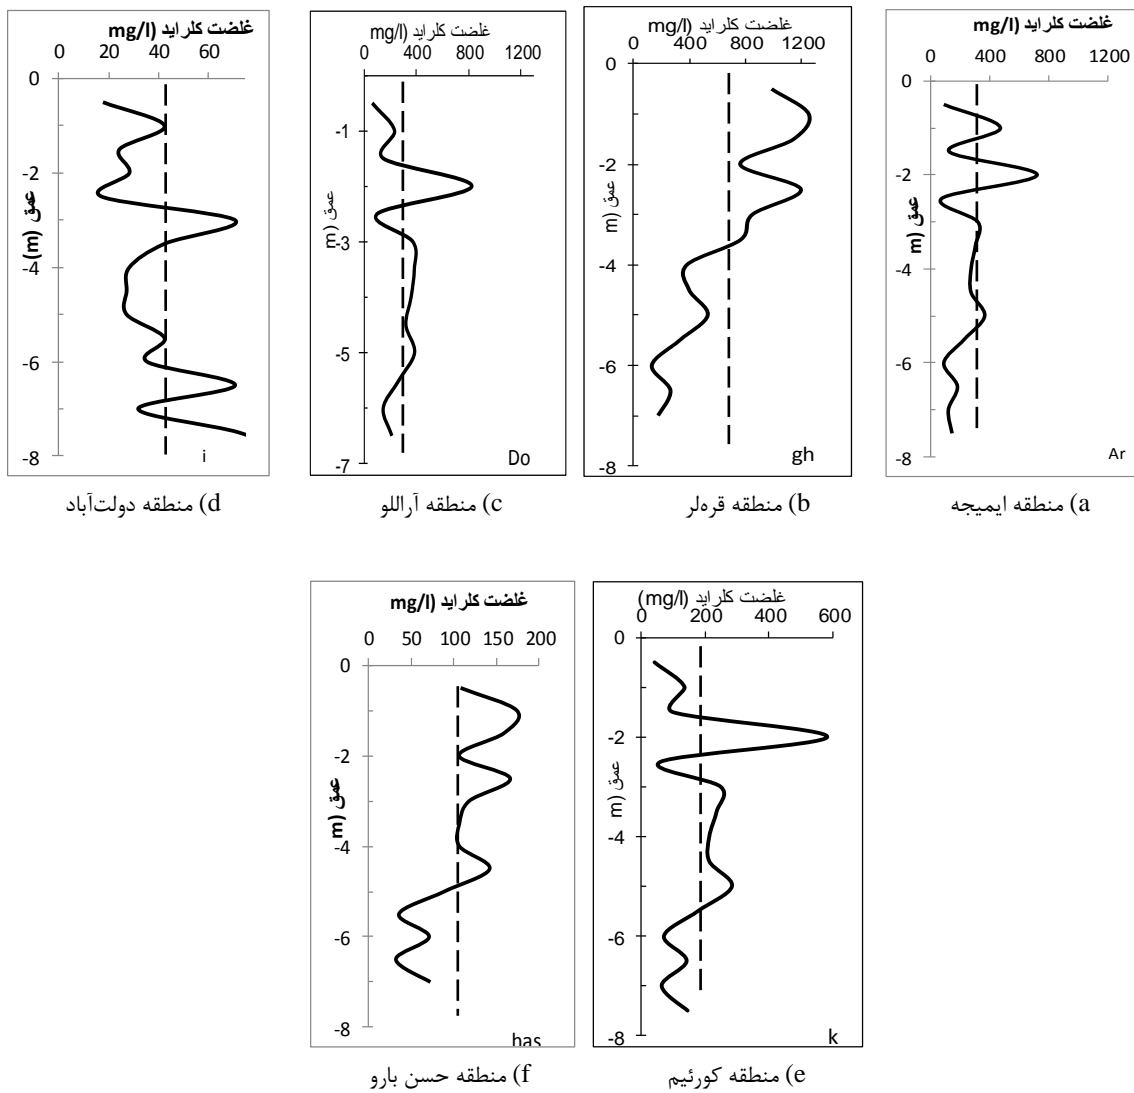 غلضت کلراید (mg/l
0 20 40 60
0
-2
-4
-6
-8
عمق (m)
i
غلضت کلراید (mg/l
0 400 800 1200
-1
-3
-5
-7
عمق (m
Do
غلضت کلراید (mg/l
0 400 800 1200
0
-2
-4
-6
-8
عمق (m
gh
غلضت کلراید (mg/l
0 400 800 1200
0
-2
-4
-6
-8
عمق (m
Ar
a) منطقه ایمیجه
b) منطقه قره‌لر
c) منطقه آراللو
d) منطقه دولت‌آباد
غلضت کلراید (mg/l
0 50 100 150 200
0
-2
-4
-6
-8
عمق (m
has
غلضت کلراید (mg/l)
0 200 400 600
0
-2
-4
-6
-8
عمق (m
k
e) منطقه کورئیم
f) منطقه حسن بارو